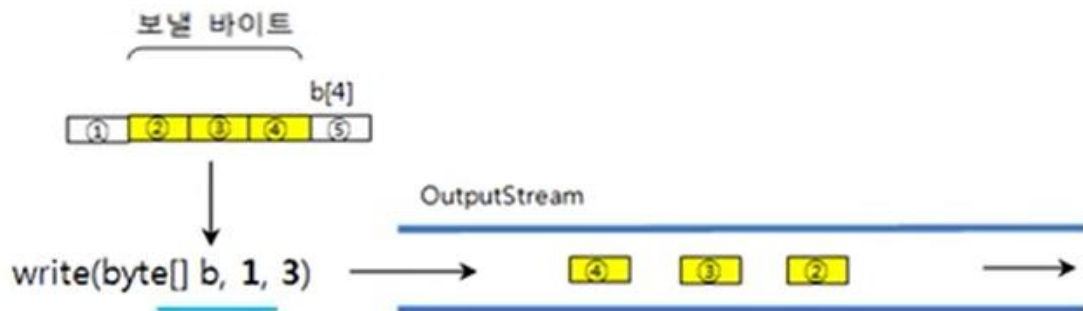 보낼 바이트
b[4]
① ② ③ ④ ⑤
OutputStream
write(byte[] b, 1, 3)
④ ③ ②